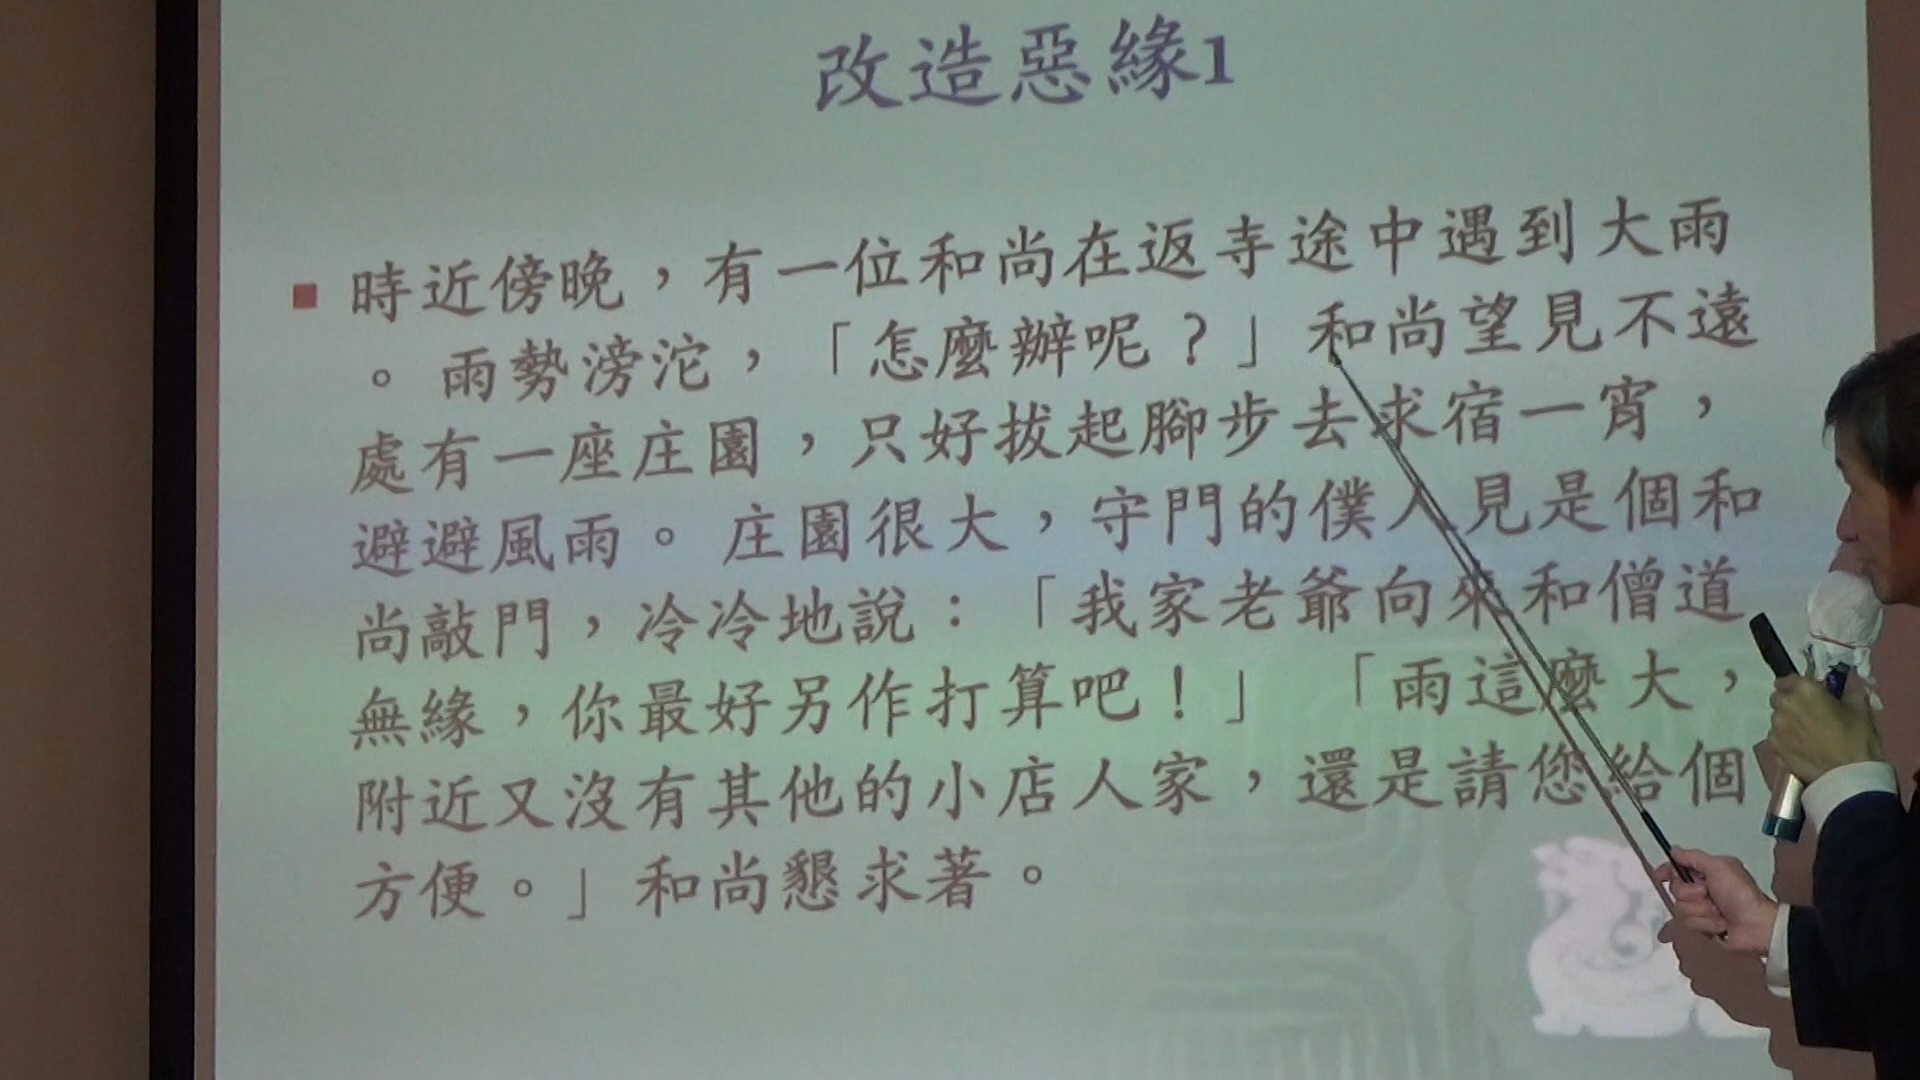 改造惡緣1
時近傍晚，有一位和尚在返寺途中遇到大雨
。雨勢滂沱，「怎麼辦呢？」和尚望見不遠
處有一座庄園，只好拔起腳步去求宿一宵，
避避風雨。庄園很大，守門的僕人見是個和
尚敲門，冷冷地說：「我家老爺向來和僧道
無緣，你最好另作打算吧！」「雨這麼大，
附近又沒有其他的小店人家，還是請您給個
方便。」和尚懇求著。